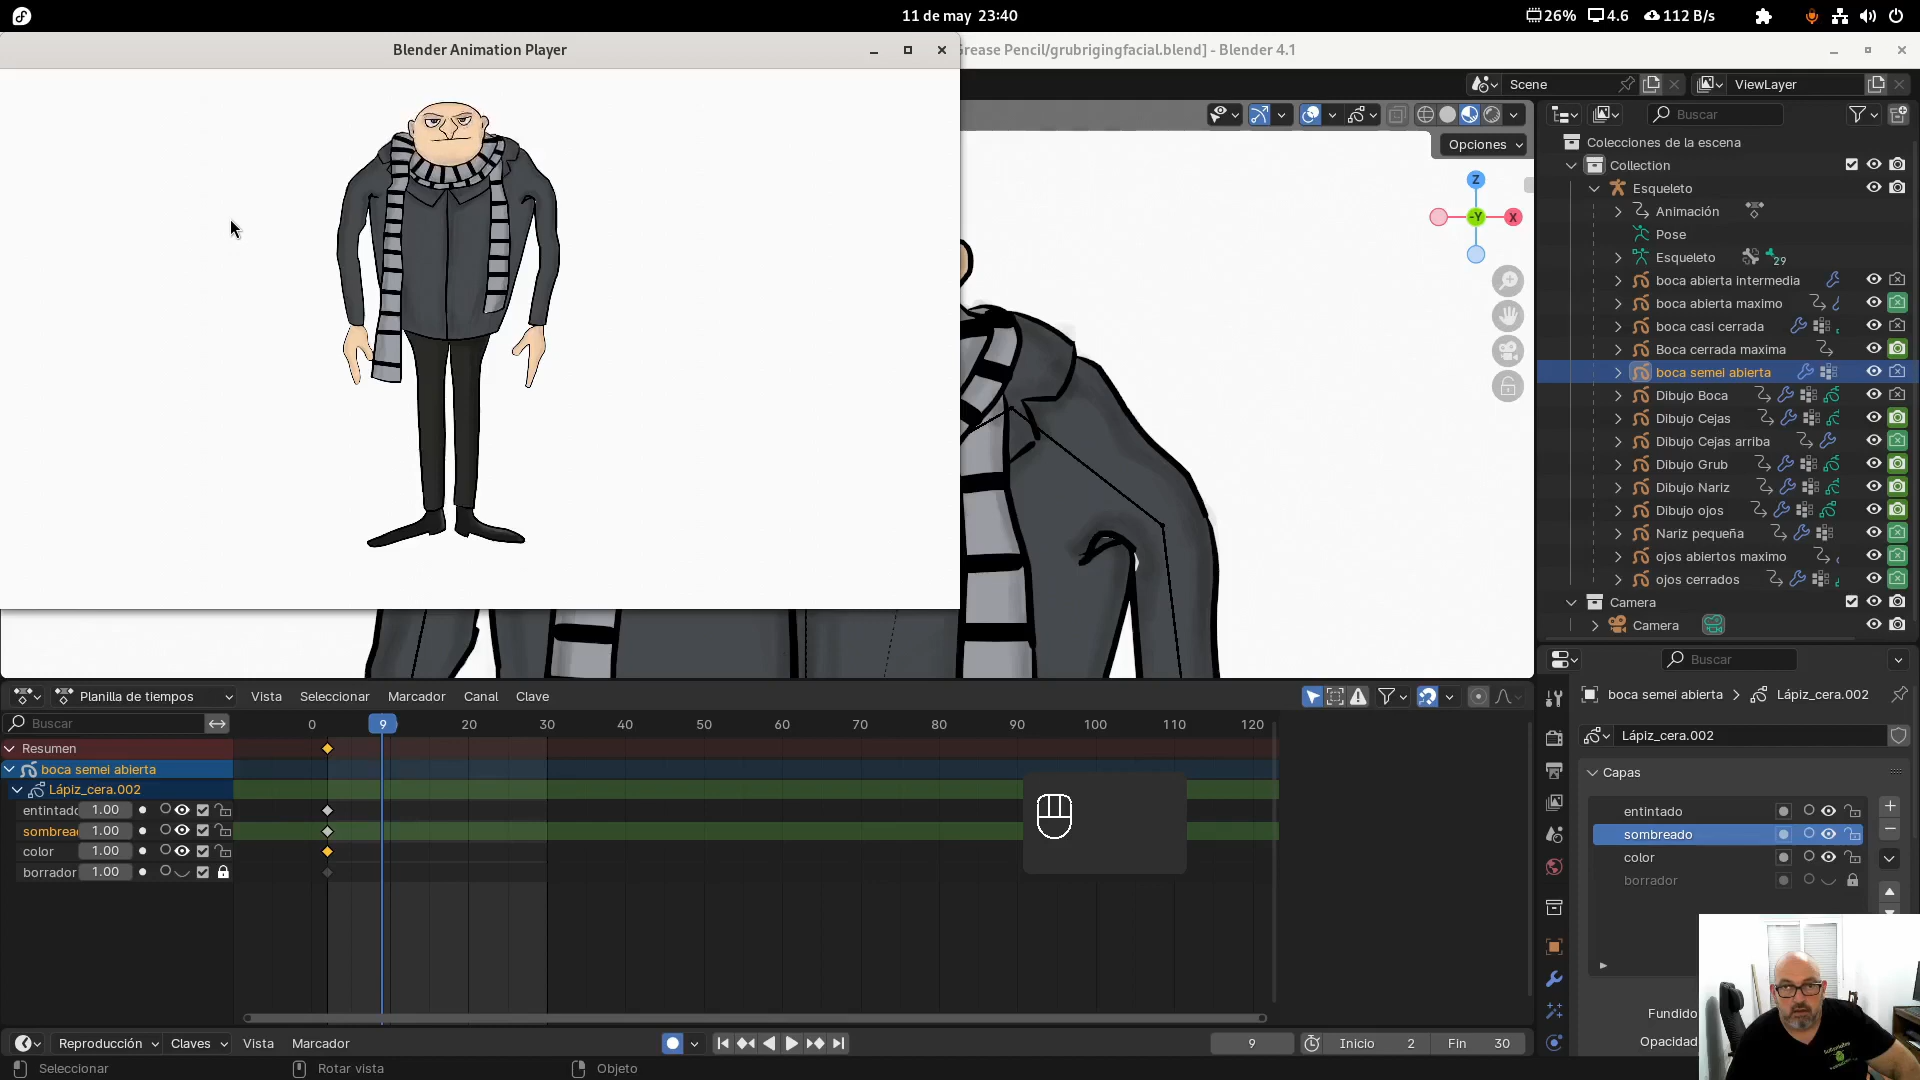 11 de may  23:40
26%
4.6
112 B/s
Blender Animation Player
Grease Pencil/grubrigingfacial.blend] - Blender 4.1
Scene
ViewLayer
Opciones
Z
-Y
X
Buscar
Colecciones de la escena
Collection
Esqueleto
Animación
Pose
Esqueleto
29
boca abierta intermedia
boca abierta maximo
boca casi cerrada
Boca cerrada maxima
boca semei abierta
Dibujo Boca
Dibujo Cejas
Dibujo Cejas arriba
Dibujo Grub
Dibujo Nariz
Dibujo ojos
Nariz pequeña
ojos abiertos maximo
ojos cerrados
Camera
Camera
Planilla de tiempos
Vista
Seleccionar
Marcador
Canal
Clave
Buscar
0 9 20 30 40 50 60 70 80 90 100 110 120
Resumen
boca semei abierta
Lápiz_cera.002
entintado 1.00
sombread 1.00
color 1.00
borrador 1.00
Buscar
boca semei abierta > Lápiz_cera.002
Lápiz_cera.002
Capas
entintado
sombreado
color
borrador
Fundido
Opacidad
Reproducción
Claves
Vista
Marcador
9
Inicio 2
Fin 30
Seleccionar
Rotar vista
Objeto